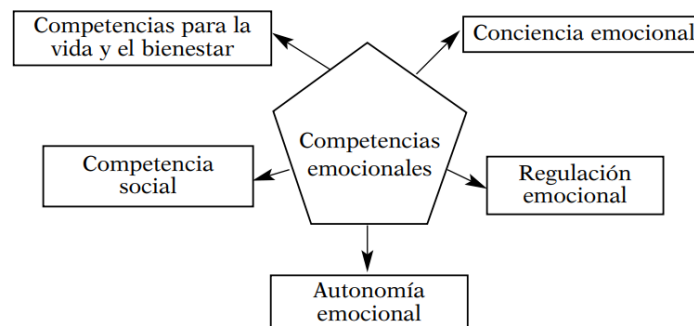 Competencias para la
vida y el bienestar
Conciencia emocional
Competencias
emocionales
Competencia
social
Regulación
emocional
Autonomía
emocional